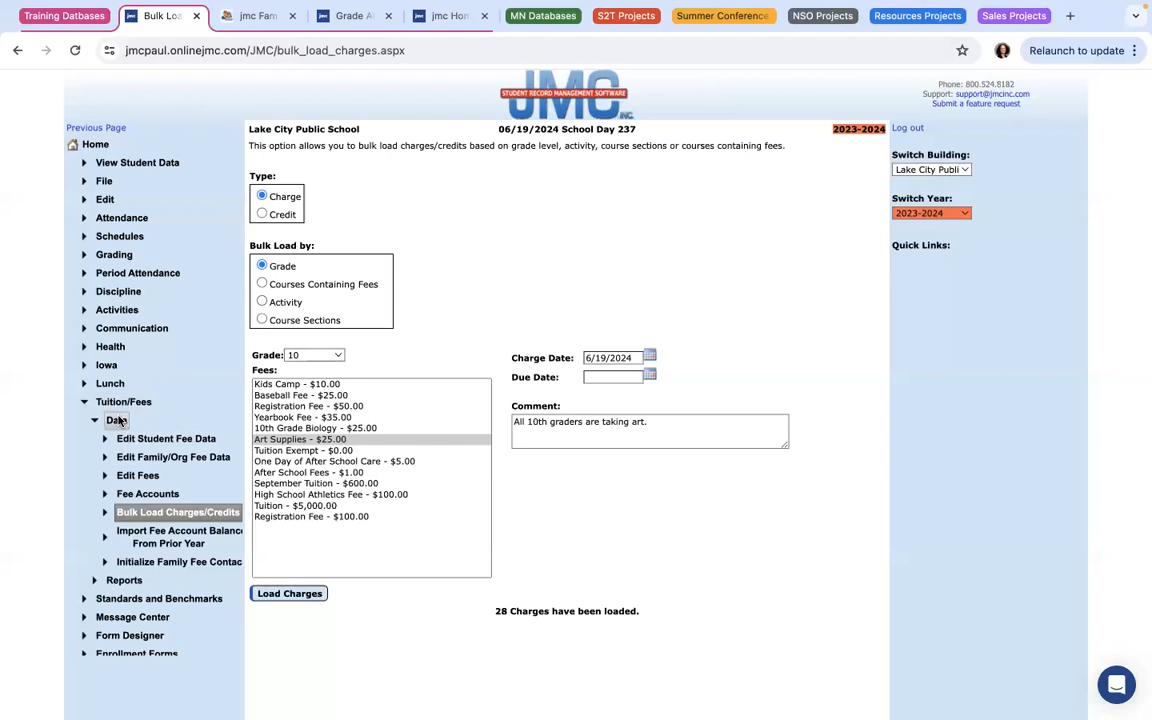 Training Datbases
Bulk Loa
jmc Fam
Grade A
jmc Hom
MN Databases
S2T Projects
Summer Conference
NSO Projects
Resources Projects
Sales Projects
jmcpaul.onlinejmc.com/JMC/bulk_load_charges.aspx
Relaunch to update
JMC
STUDENT RECORD MANAGEMENT SOFTWARE
INC.
Phone: 800.524.8182
Support: support@jmcinc.com
Submit a feature request
Previous Page
Home
View Student Data
File
Edit
Attendance
Schedules
Grading
Period Attendance
Discipline
Activities
Communication
Health
Iowa
Lunch
Tuition/Fees
Data
Edit Student Fee Data
Edit Family/Org Fee Data
Edit Fees
Fee Accounts
Bulk Load Charges/Credits
Import Fee Account Balance
From Prior Year
Initialize Family Fee Contac
Reports
Standards and Benchmarks
Message Center
Form Designer
Enrollment Forms
Lake City Public School
06/19/2024 School Day 237
2023-2024
This option allows you to bulk load charges/credits based on grade level, activity, course sections or courses containing fees.
Type:
Charge
Credit
Bulk Load by:
Grade
Courses Containing Fees
Activity
Course Sections
Grade: 10
Fees:
Kids Camp - $10.00
Baseball Fee - $25.00
Registration Fee - $50.00
Yearbook Fee - $35.00
10th Grade Biology - $25.00
Art Supplies - $25.00
Tuition Exempt - $0.00
One Day of After School Care - $5.00
After School Fees - $1.00
September Tuition - $600.00
High School Athletics Fee - $100.00
Tuition - $5,000.00
Registration Fee - $100.00
Charge Date: 6/19/2024
Due Date:
Comment:
All 10th graders are taking art.
Load Charges
28 Charges have been loaded.
Log out
Switch Building:
Lake City Publi
Switch Year:
2023-2024
Quick Links: